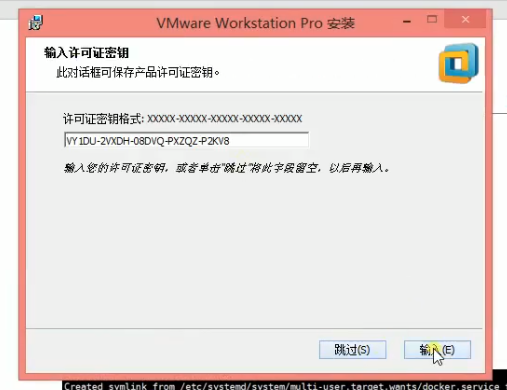 VMware Workstation Pro 安装
输入许可证密钥
此对话框可保存产品许可证密钥。
许可证密钥格式: XXXXX-XXXXX-XXXXX-XXXXX-XXXXX
VY1DU-2VXDH-08DVQ-PXZQZ-P2KV8
输入您的许可证密钥，或者单击"跳过"将此字段留空，以后再输入。
跳过(S)
输入(E)
Created symlink from /etc/systemd/system/multi-user.target.wants/docker.service